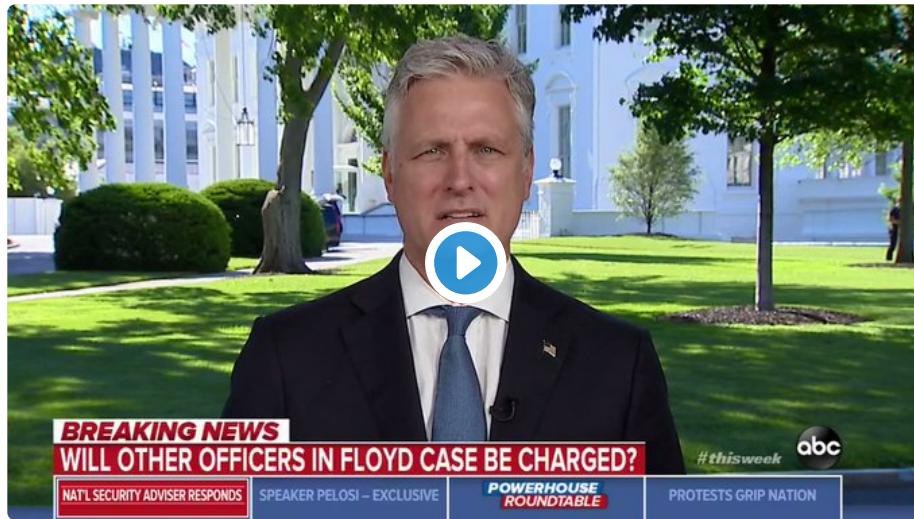 BREAKING NEWS
WILL OTHER OFFICERS IN FLOYD CASE BE CHARGED?
#thisweek
abc
NAT'L SECURITY ADVISER RESPONDS
SPEAKER PELOSI – EXCLUSIVE
POWERHOUSE
ROUNDTABLE
PROTESTS GRIP NATION